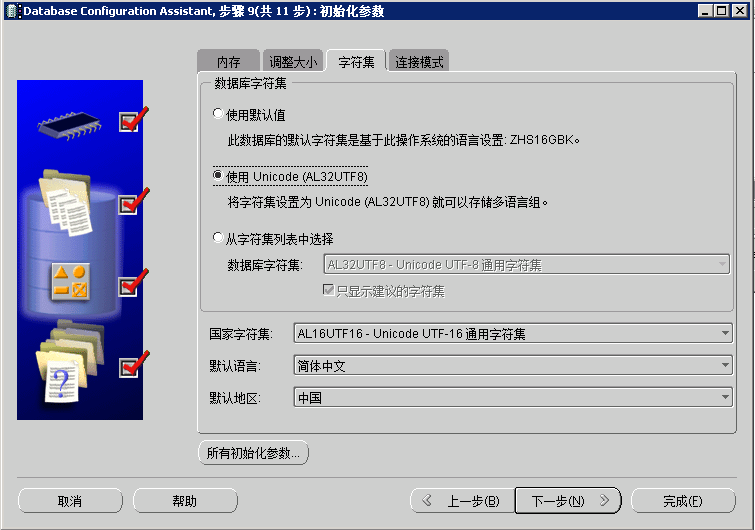 Database Configuration Assistant, 步骤 9(共 11 步) : 初始化参数
内存 调整大小 字符集 连接模式
数据库字符集
使用默认值
此数据库的默认字符集是基于此操作系统的语言设置: ZHS16GBK。
使用 Unicode (AL32UTF8)
将字符集设置为 Unicode (AL32UTF8) 就可以存储多语言组。
从字符集列表中选择
数据库字符集: AL32UTF8 - Unicode UTF-8 通用字符集
只显示建议的字符集
国家字符集: AL16UTF16 - Unicode UTF-16 通用字符集
默认语言: 简体中文
默认地区: 中国
?
所有初始化参数...
取消 帮助 上一步(B) 下一步(N) 完成(F)